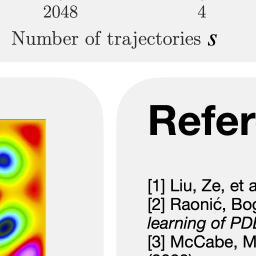 2048 4
Number of trajectories s
Refer
[1] Liu, Ze, et a
[2] Raonić, Bog
learning of PDE
[3] McCabe, M